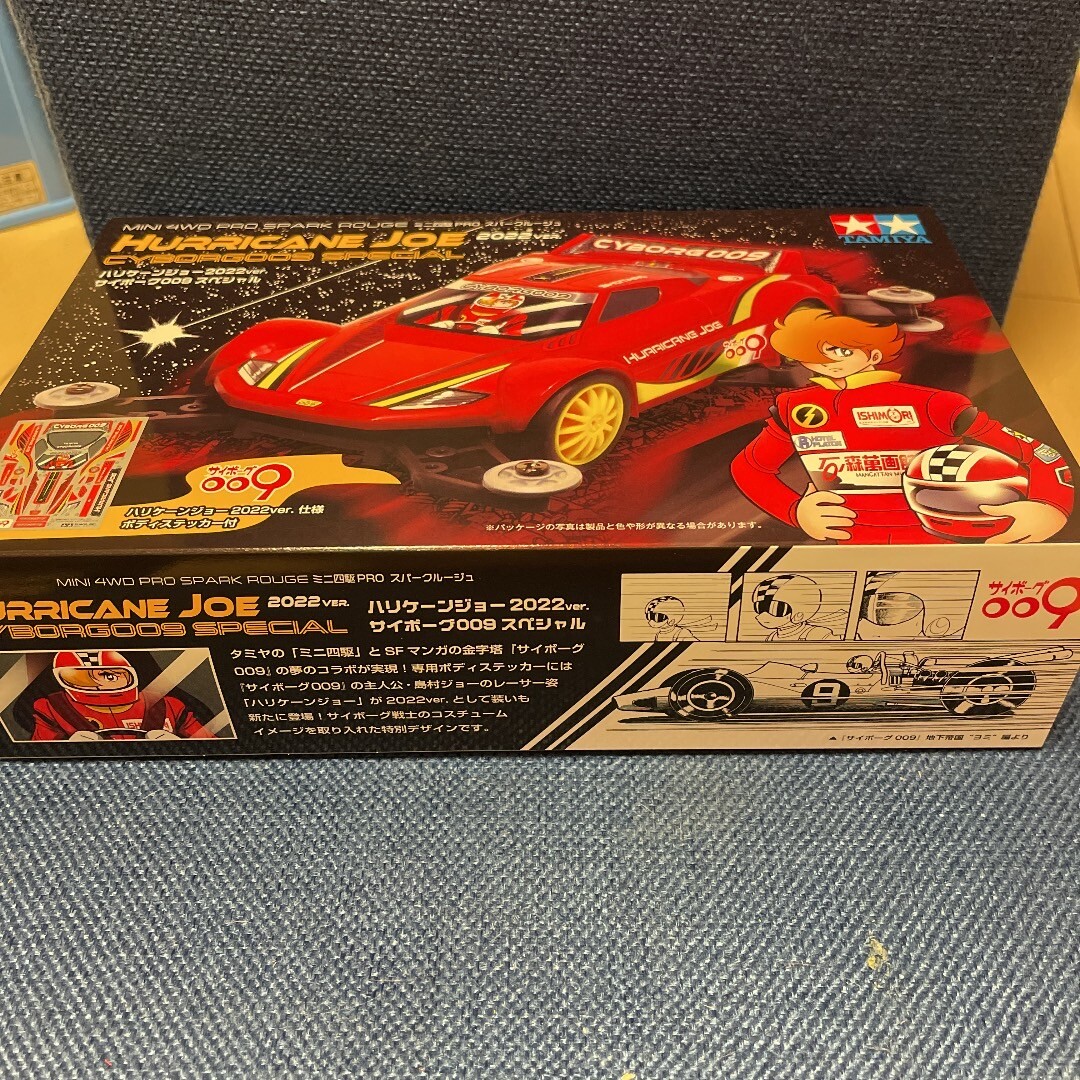 MINI 4WD PRO SPARK ROUGE ミニ四駆PRO スパークルージュ
HURRICANE JOE 2022 VER.
CYBORG009 SPECIAL
ハリケーンジョー2022ver.
サイボーグ009 スペシャル
TAMIYA
CYBORG009
CYBORG009
HURRICANE JOE
009
ISHIMORI
HOTEL
石森萬画館
CYBORG 009
サイボーグ
009
ハリケーンジョー2022ver. 仕様
ボディステッカー付
※パッケージの写真は製品と色や形が異なる場合があります。
MINI 4WD PRO SPARK ROUGE ミニ四駆PRO スパークルージュ
URRICANE JOE 2022 VER.
YBORG009 SPECIAL
ハリケーンジョー 2022ver.
サイボーグ009 スペシャル
タミヤの「ミニ四駆」とSFマンガの金字塔「サイボーグ
009」の夢のコラボが実現!専用ボディステッカーには
『サイボーグ009』の主人公・島村ジョーのレーサー姿
「ハリケーンジョー」が2022ver. として装いも
新たに登場!サイボーグ戦士のコスチューム
イメージを取り入れた特別デザインです。
サイボーグ
009
9
▲『サイボーグ009』地下帝国“ヨミ”編より